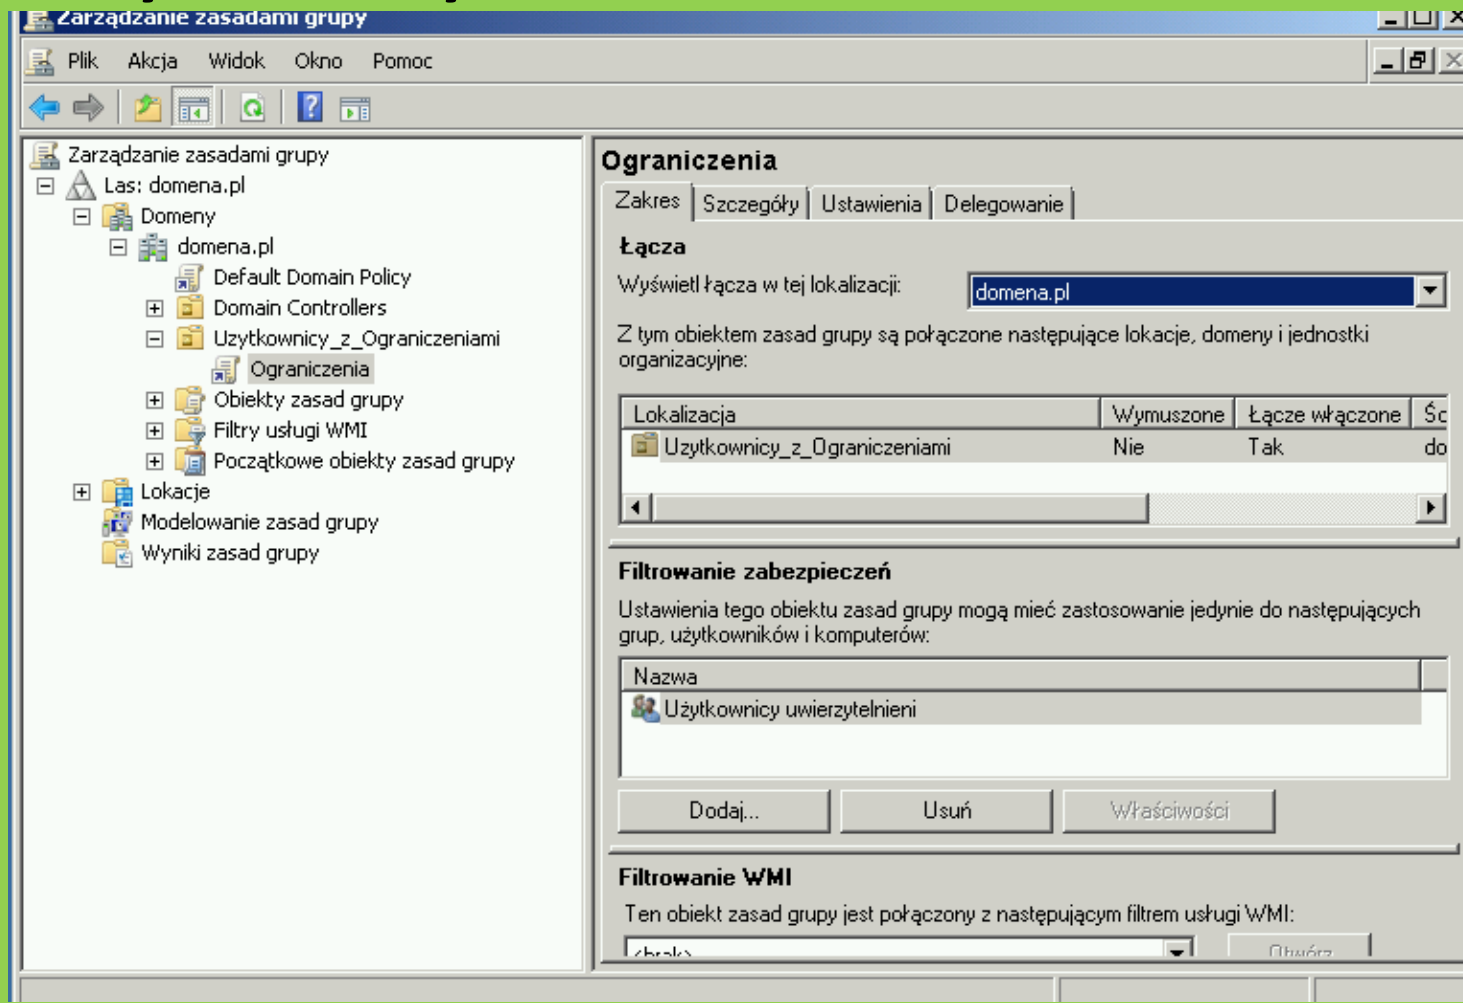 Zarządzanie zasadami grupy
Plik Akcja Widok Okno Pomoc
Zarządzanie zasadami grupy
Las: domena.pl
Domeny
domena.pl
Default Domain Policy
Domain Controllers
Uzytkownicy_z_Ograniczeniami
Ograniczenia
Obiekty zasad grupy
Filtry usługi WMI
Początkowe obiekty zasad grupy
Lokacje
Modelowanie zasad grupy
Wyniki zasad grupy
Ograniczenia
Zakres Szczegóły Ustawienia Delegowanie
Łącza
Wyświetl łącza w tej lokalizacji: domena.pl
Z tym obiektem zasad grupy są połączone następujące lokacje, domeny i jednostki
organizacyjne:
Lokalizacja Wymuszone Łącze włączone Śc
Uzytkownicy_z_Ograniczeniami Nie Tak do
Filtrowanie zabezpieczeń
Ustawienia tego obiektu zasad grupy mogą mieć zastosowanie jedynie do następujących
grup, użytkowników i komputerów:
Nazwa
Użytkownicy uwierzytelnieni
Dodaj... Usuń Właściwości
Filtrowanie WMI
Ten obiekt zasad grupy jest połączony z następującym filtrem usługi WMI:
<brak> Otwórz